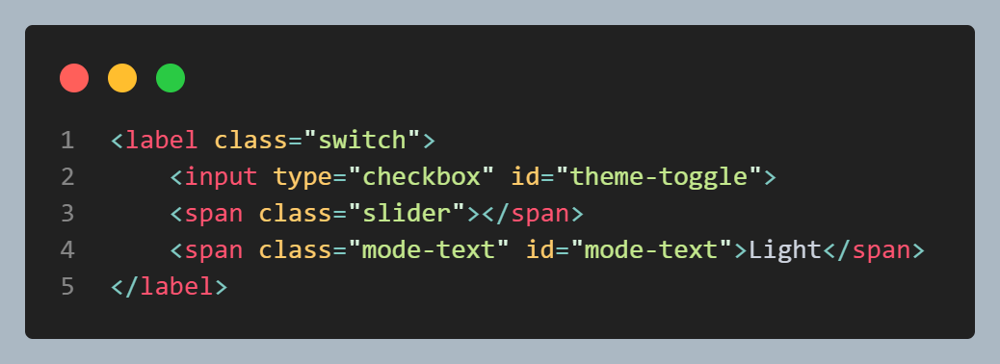 1 <label class="switch">
2     <input type="checkbox" id="theme-toggle">
3     <span class="slider"></span>
4     <span class="mode-text" id="mode-text">Light</span>
5 </label>